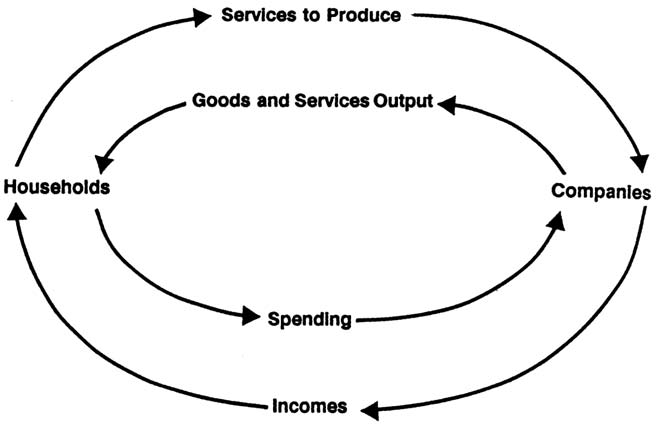 Services to Produce
Goods and Services Output
Households
Companies
Spending
Incomes